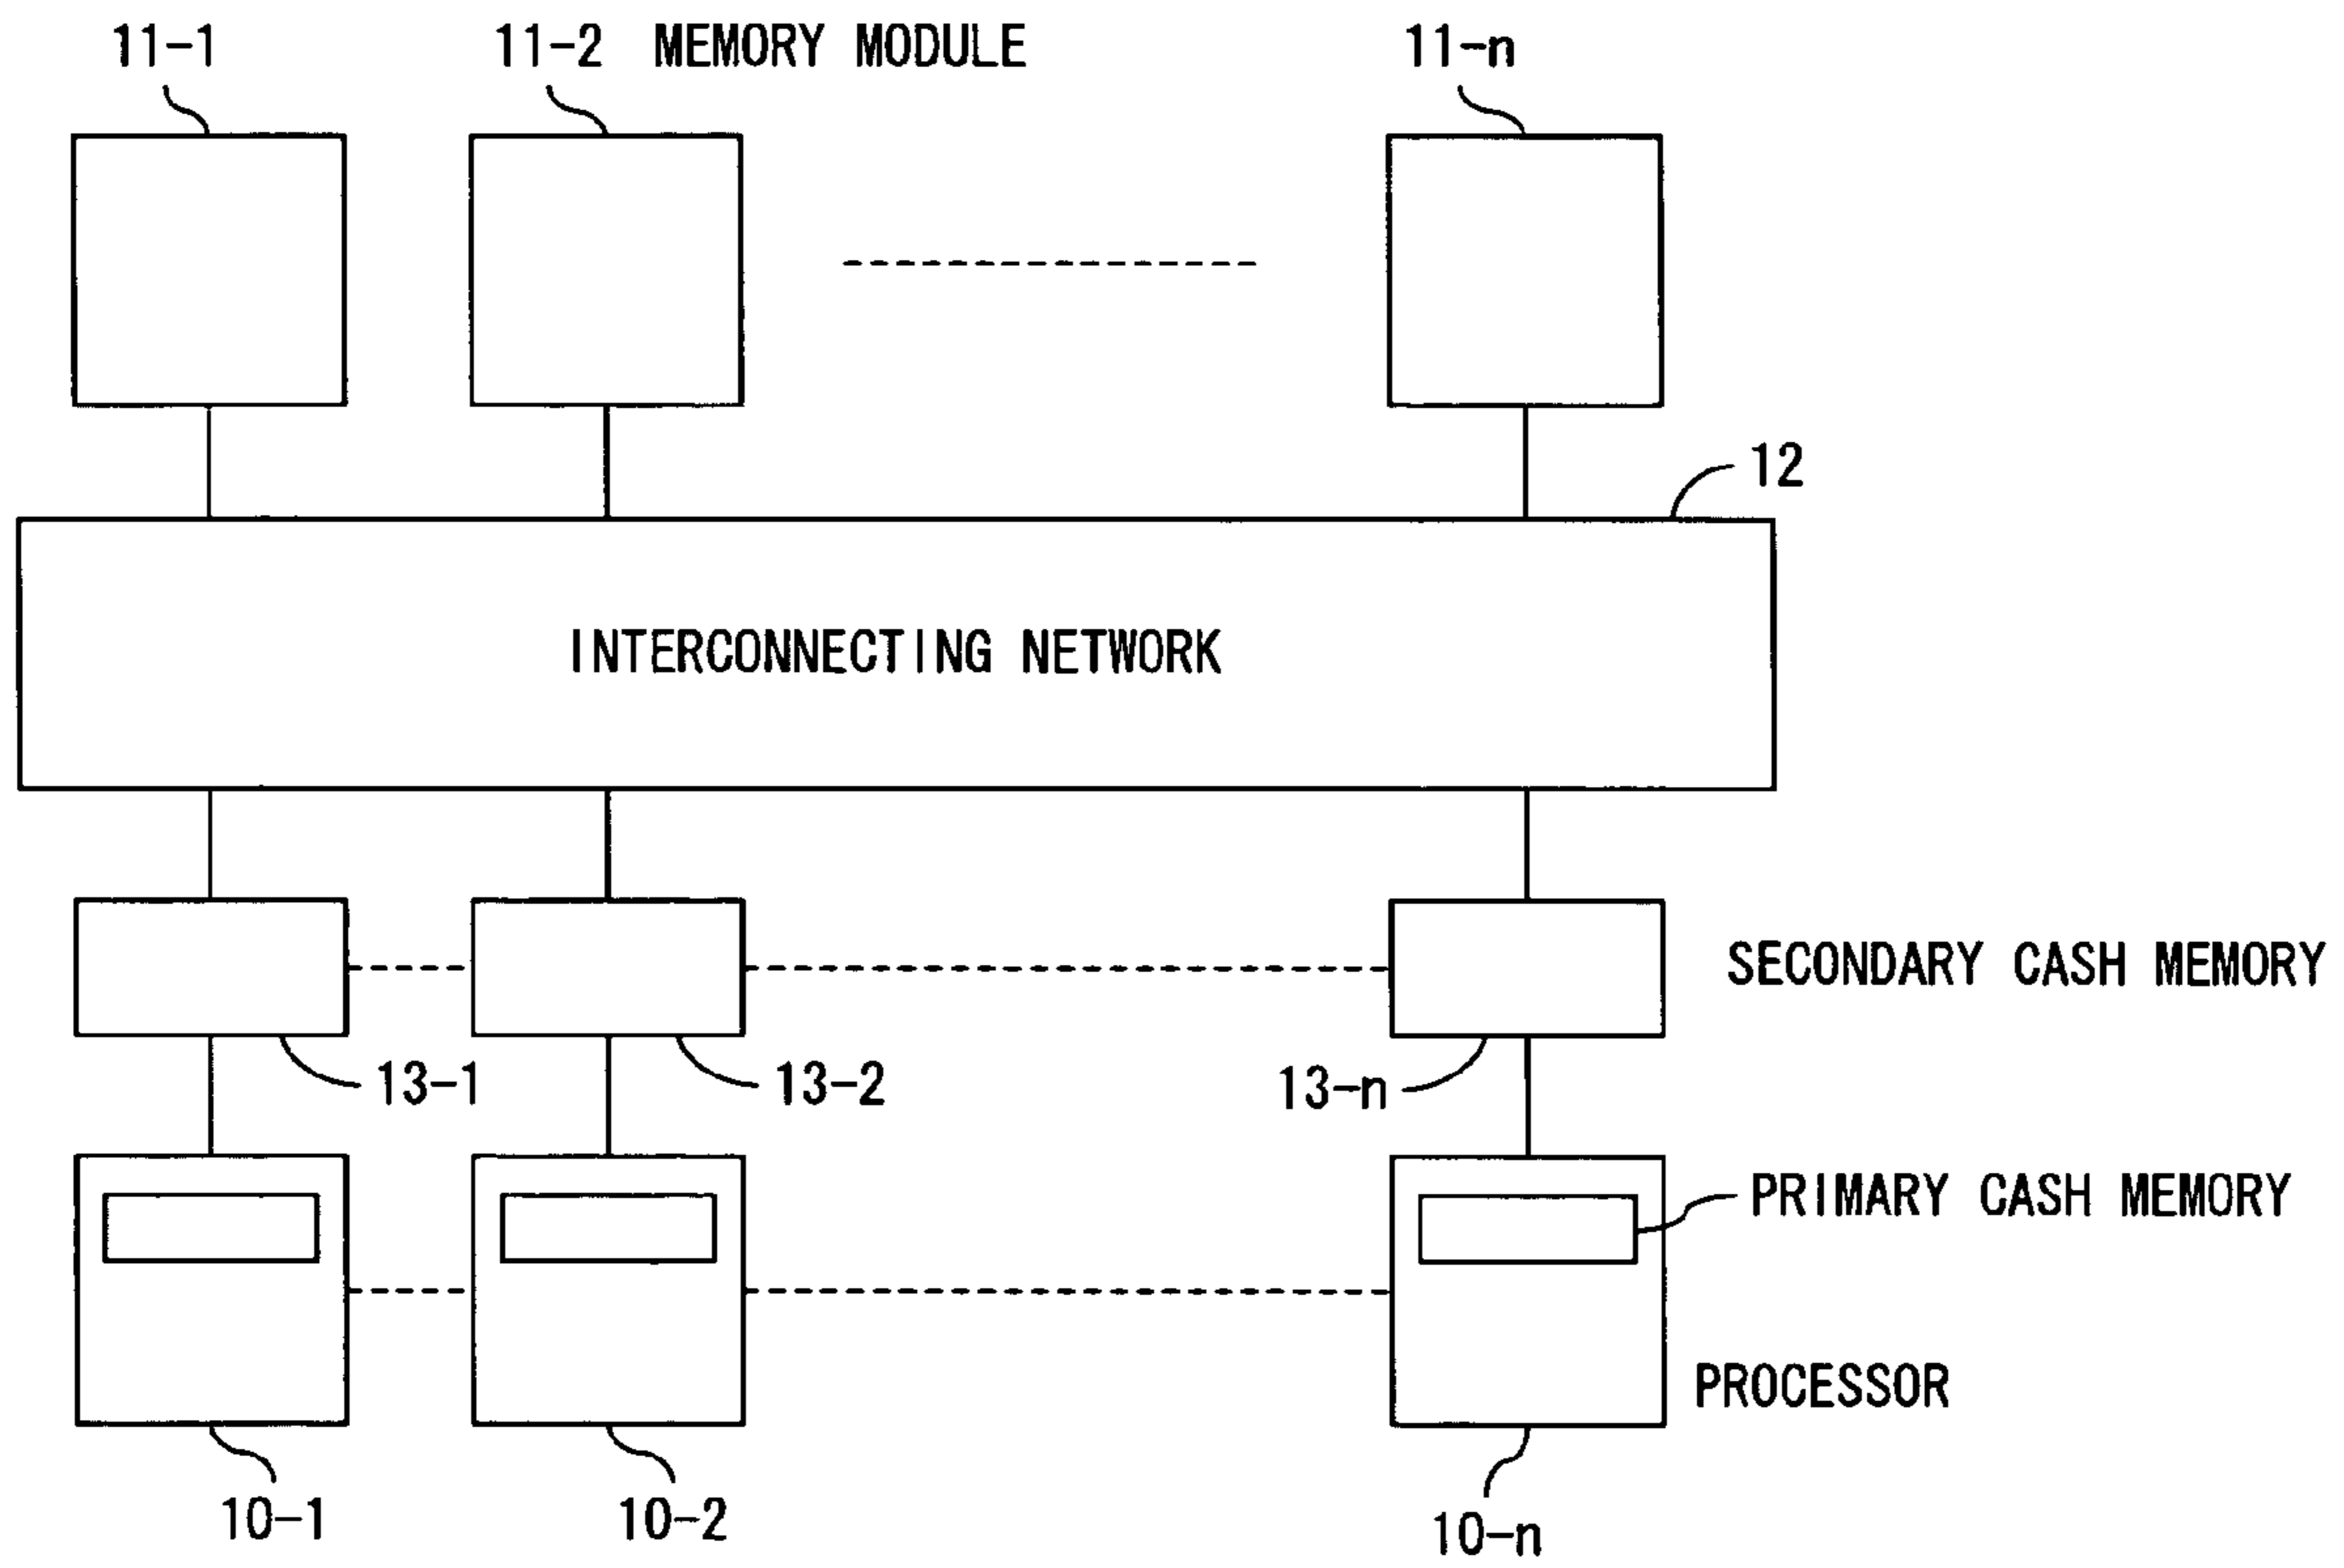 11-1
11-2 MEMORY MODULE
11-n
12
INTERCONNECTING NETWORK
SECONDARY CASH MEMORY
13-1
13-2
13-n
PRIMARY CASH MEMORY
PROCESSOR
10-1
10-2
10-n